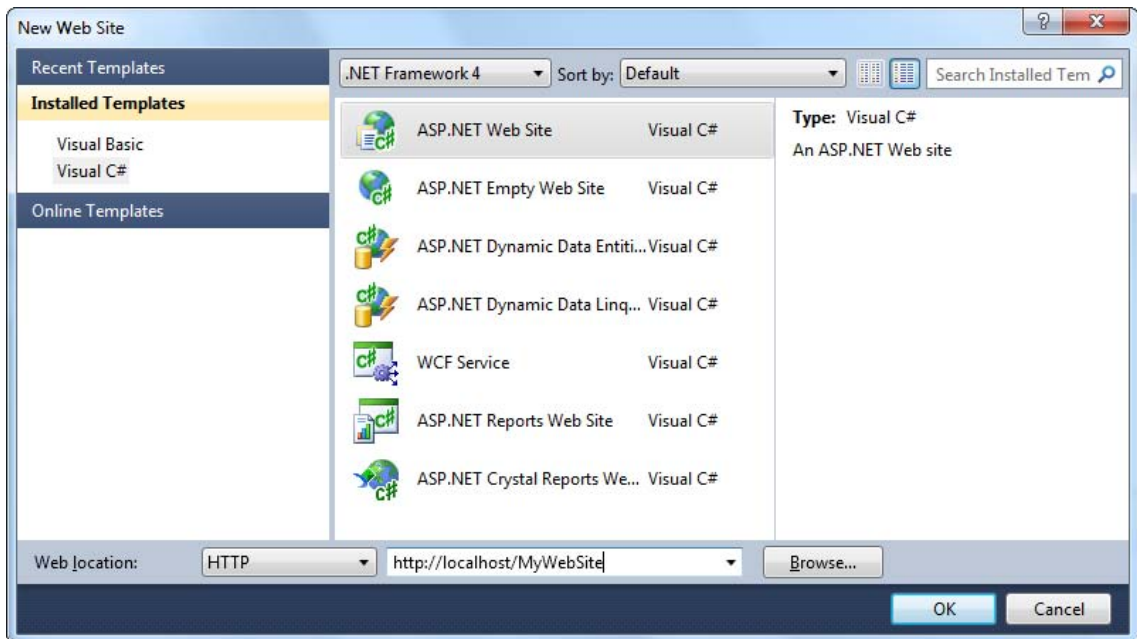 New Web Site
Recent Templates
Installed Templates
Visual Basic
Visual C#
Online Templates
.NET Framework 4 Sort by: Default Search Installed Tem
ASP.NET Web Site Visual C#
ASP.NET Empty Web Site Visual C#
ASP.NET Dynamic Data Entiti... Visual C#
ASP.NET Dynamic Data Linq... Visual C#
WCF Service Visual C#
ASP.NET Reports Web Site Visual C#
ASP.NET Crystal Reports We... Visual C#
Type: Visual C#
An ASP.NET Web site
Web location: HTTP http://localhost/MyWebSite Browse...
OK Cancel